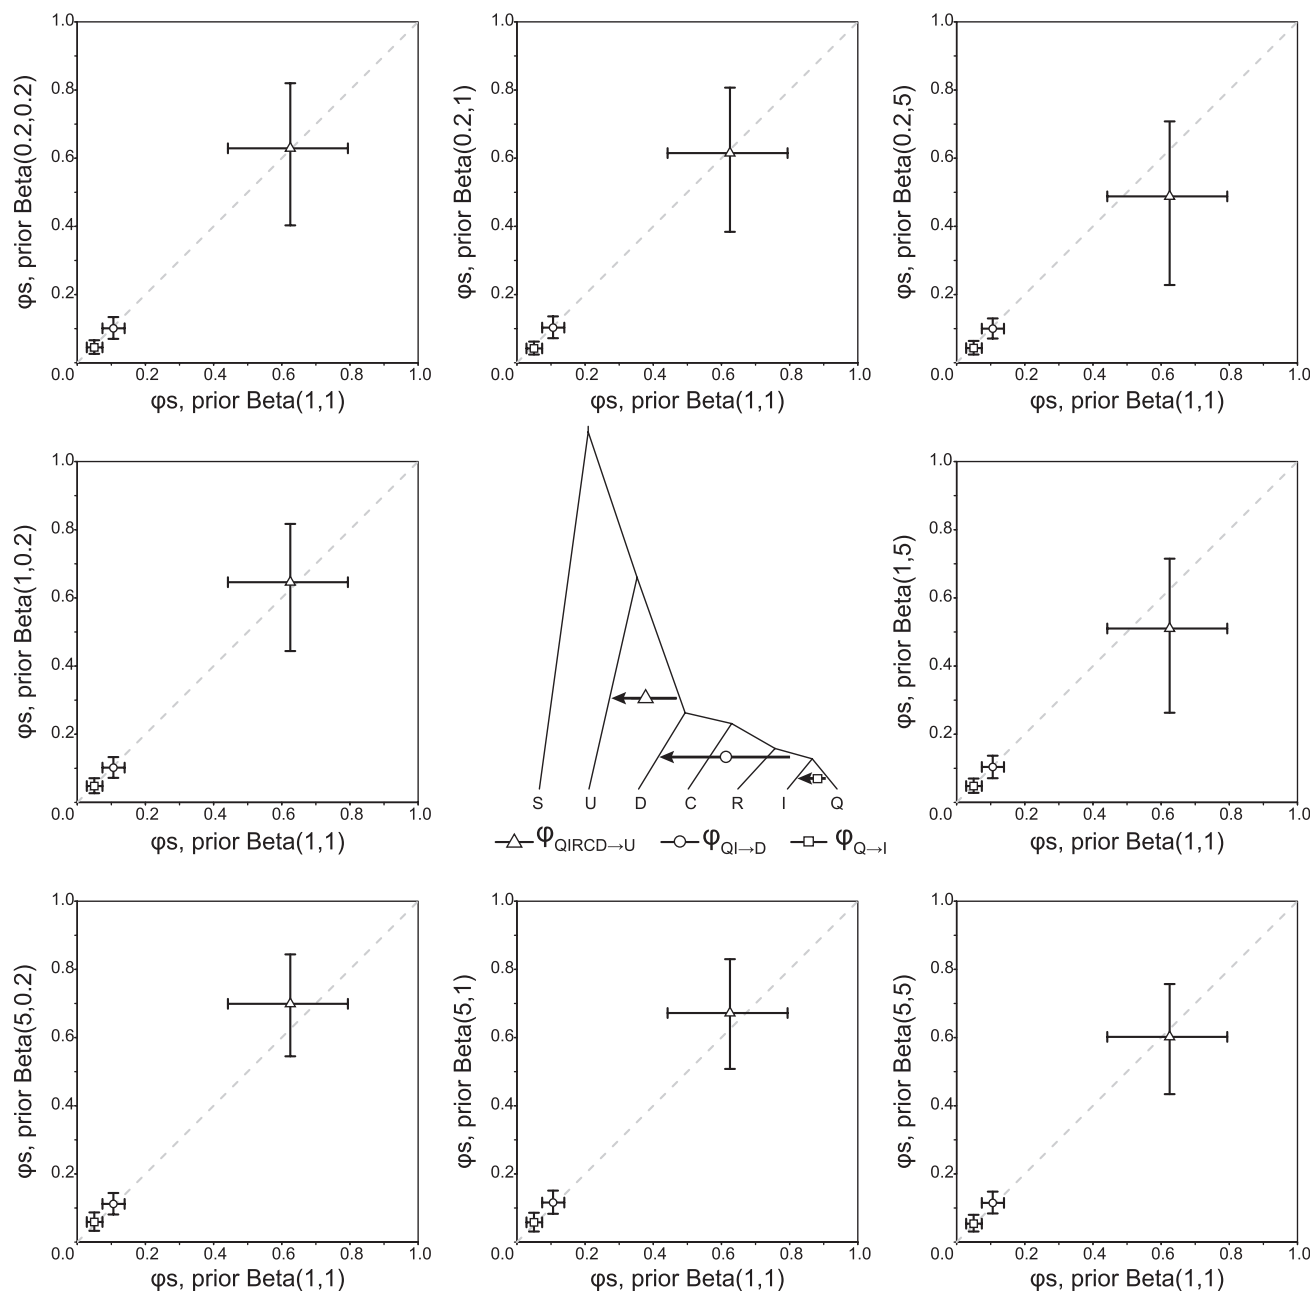 1.0 1.0 1.0
0.8 0.8 0.8
0.6 0.6 0.6
0.4 0.4 0.4
0.2 0.2 0.2
φs, prior Beta(0.2,0.2) φs, prior Beta(0.2,1) φs, prior Beta(0.2,5)
0.0 0.2 0.4 0.6 0.8 1.0 0.0 0.2 0.4 0.6 0.8 1.0 0.0 0.2 0.4 0.6 0.8 1.0
φs, prior Beta(1,1) φs, prior Beta(1,1) φs, prior Beta(1,1)
1.0 1.0
0.8 0.8
0.6 0.6
0.4 0.4
0.2 0.2
φs, prior Beta(1,0.2) φs, prior Beta(1,5)
S U D C R I Q
0.0 0.2 0.4 0.6 0.8 1.0 0.0 0.2 0.4 0.6 0.8 1.0
φs, prior Beta(1,1) φQIRCD→U φQI→D φQ→I φs, prior Beta(1,1)
1.0 1.0 1.0
0.8 0.8 0.8
0.6 0.6 0.6
0.4 0.4 0.4
0.2 0.2 0.2
φs, prior Beta(5,0.2) φs, prior Beta(5,1) φs, prior Beta(5,5)
0.0 0.2 0.4 0.6 0.8 1.0 0.0 0.2 0.4 0.6 0.8 1.0 0.0 0.2 0.4 0.6 0.8 1.0
φs, prior Beta(1,1) φs, prior Beta(1,1) φs, prior Beta(1,1)